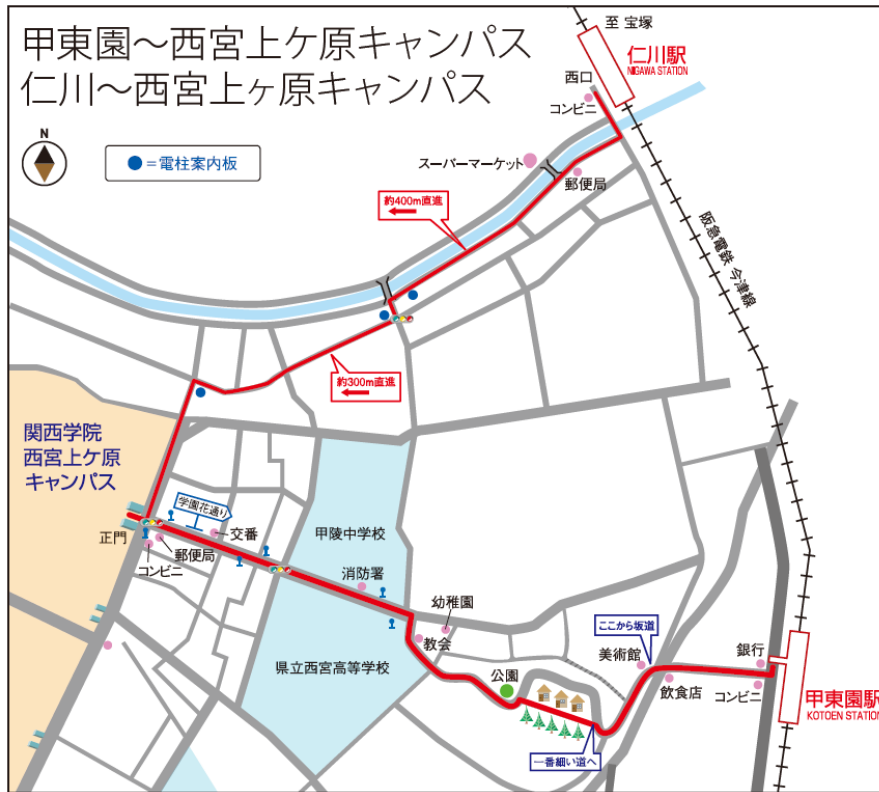 甲東園～西宮上ケ原キャンパス
仁川～西宮上ヶ原キャンパス
至 宝塚
仁川駅
NIGAWA STATION
西口
コンビニ
N
●=電柱案内板
スーパーマーケット
郵便局
約400m直進
阪急電鉄 今津線
約300m直進
関西学院
西宮上ケ原
キャンパス
学園花通り
正門
交番
郵便局
コンビニ
甲陵中学校
消防署
幼稚園
教会
県立西宮高等学校
公園
ここから坂道
美術館
銀行
飲食店
コンビニ
甲東園駅
KOTOEN STATION
一番細い道へ